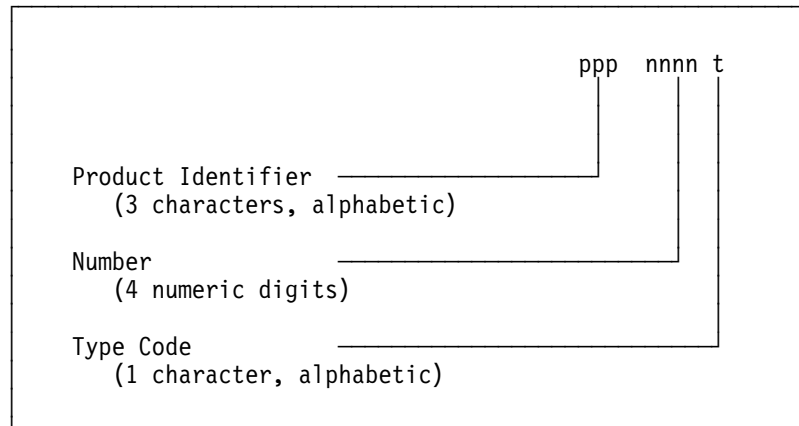 ppp nnnn t
Product Identifier
(3 characters, alphabetic)
Number
(4 numeric digits)
Type Code
(1 character, alphabetic)